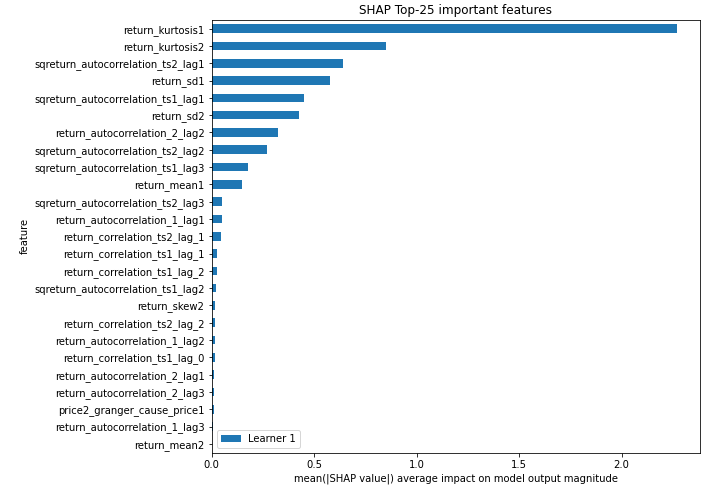 SHAP Top-25 important features
return_kurtosis1
return_kurtosis2
sqreturn_autocorrelation_ts2_lag1
return_sd1
sqreturn_autocorrelation_ts1_lag1
return_sd2
return_autocorrelation_2_lag2
sqreturn_autocorrelation_ts2_lag2
sqreturn_autocorrelation_ts1_lag3
return_mean1
sqreturn_autocorrelation_ts2_lag3
return_autocorrelation_1_lag1
return_correlation_ts2_lag_1
return_correlation_ts1_lag_1
return_correlation_ts1_lag_2
sqreturn_autocorrelation_ts1_lag2
return_skew2
return_correlation_ts2_lag_2
return_autocorrelation_1_lag2
return_correlation_ts1_lag_0
return_autocorrelation_2_lag1
return_autocorrelation_2_lag3
price2_granger_cause_price1
return_autocorrelation_1_lag3
return_mean2
feature
Learner 1
0.0 0.5 1.0 1.5 2.0
mean(|SHAP value|) average impact on model output magnitude